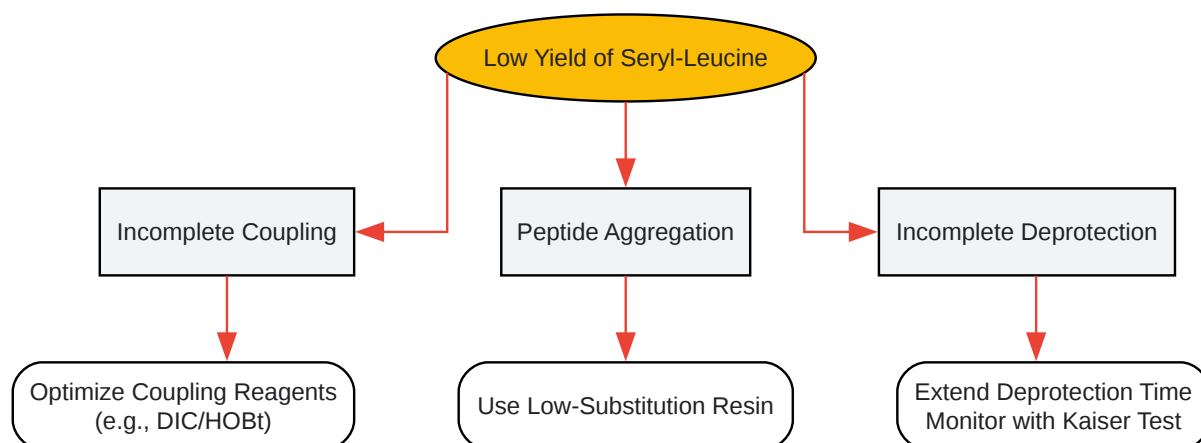 Low Yield of Seryl-Leucine
Incomplete Coupling
Peptide Aggregation
Incomplete Deprotection
Optimize Coupling Reagents
(e.g., DIC/HOBt)
Use Low-Substitution Resin
Extend Deprotection Time
Monitor with Kaiser Test